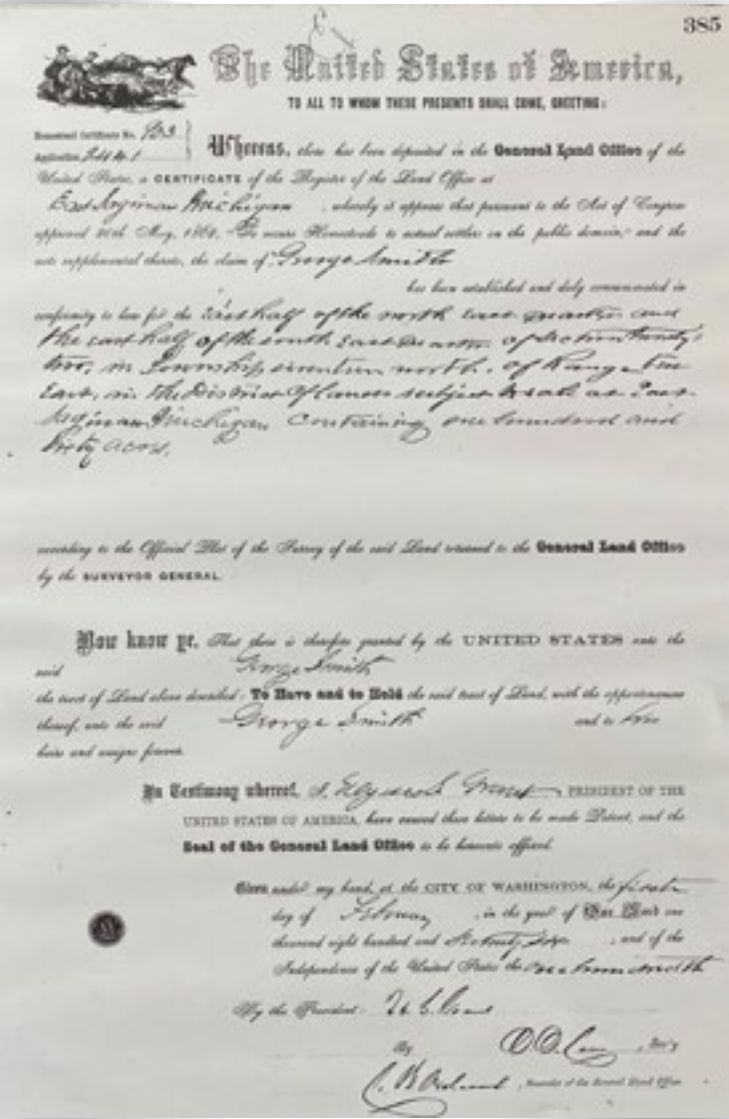 385
The United States of America,
TO ALL TO WHOM THESE PRESENTS SHALL COME, GREETING:
Homestead Certificate No.
Application
Whereas, there has been deposited in the General Land Office of the
United States, a CERTIFICATE of the Register of the Land Office at
East Saginaw Michigan, whereby it appears that pursuant to the Act of Congress
approved 20th May, 1862, "To secure Homesteads to actual settlers on the public domain," and the
acts supplemental thereto, the claim of George Smith
has been established and duly consummated in
conformity to law for the East half of the north East quarter and
the east half of the south East quarter of Section twenty
two, in Township seventeen north, of Range
East, in the District of Lands subject to sale at East
Saginaw Michigan Containing one hundred and
sixty acres.
according to the Official Plat of the Survey of the said Land returned to the General Land Office
by the SURVEYOR GENERAL.
Now know ye, That there is therefore granted by the UNITED STATES unto the
said George Smith
the tract of Land above described: To Have and to Hold the said tract of Land, with the appurtenances
thereof, unto the said George Smith and to his
heirs and assigns forever.
In Testimony whereof, I, Ulysses S. Grant, PRESIDENT OF THE
UNITED STATES OF AMERICA, have caused these letters to be made Patent, and the
Seal of the General Land Office to be hereunto affixed.
Given under my hand, at the CITY OF WASHINGTON, the first
day of February, in the year of Our Lord one
thousand eight hundred and Seventy Six, and of the
Independence of the United States the one hundredth
By the President: U. S. Grant
By D. D. Cone, Sec'y
Recorder of the General Land Office